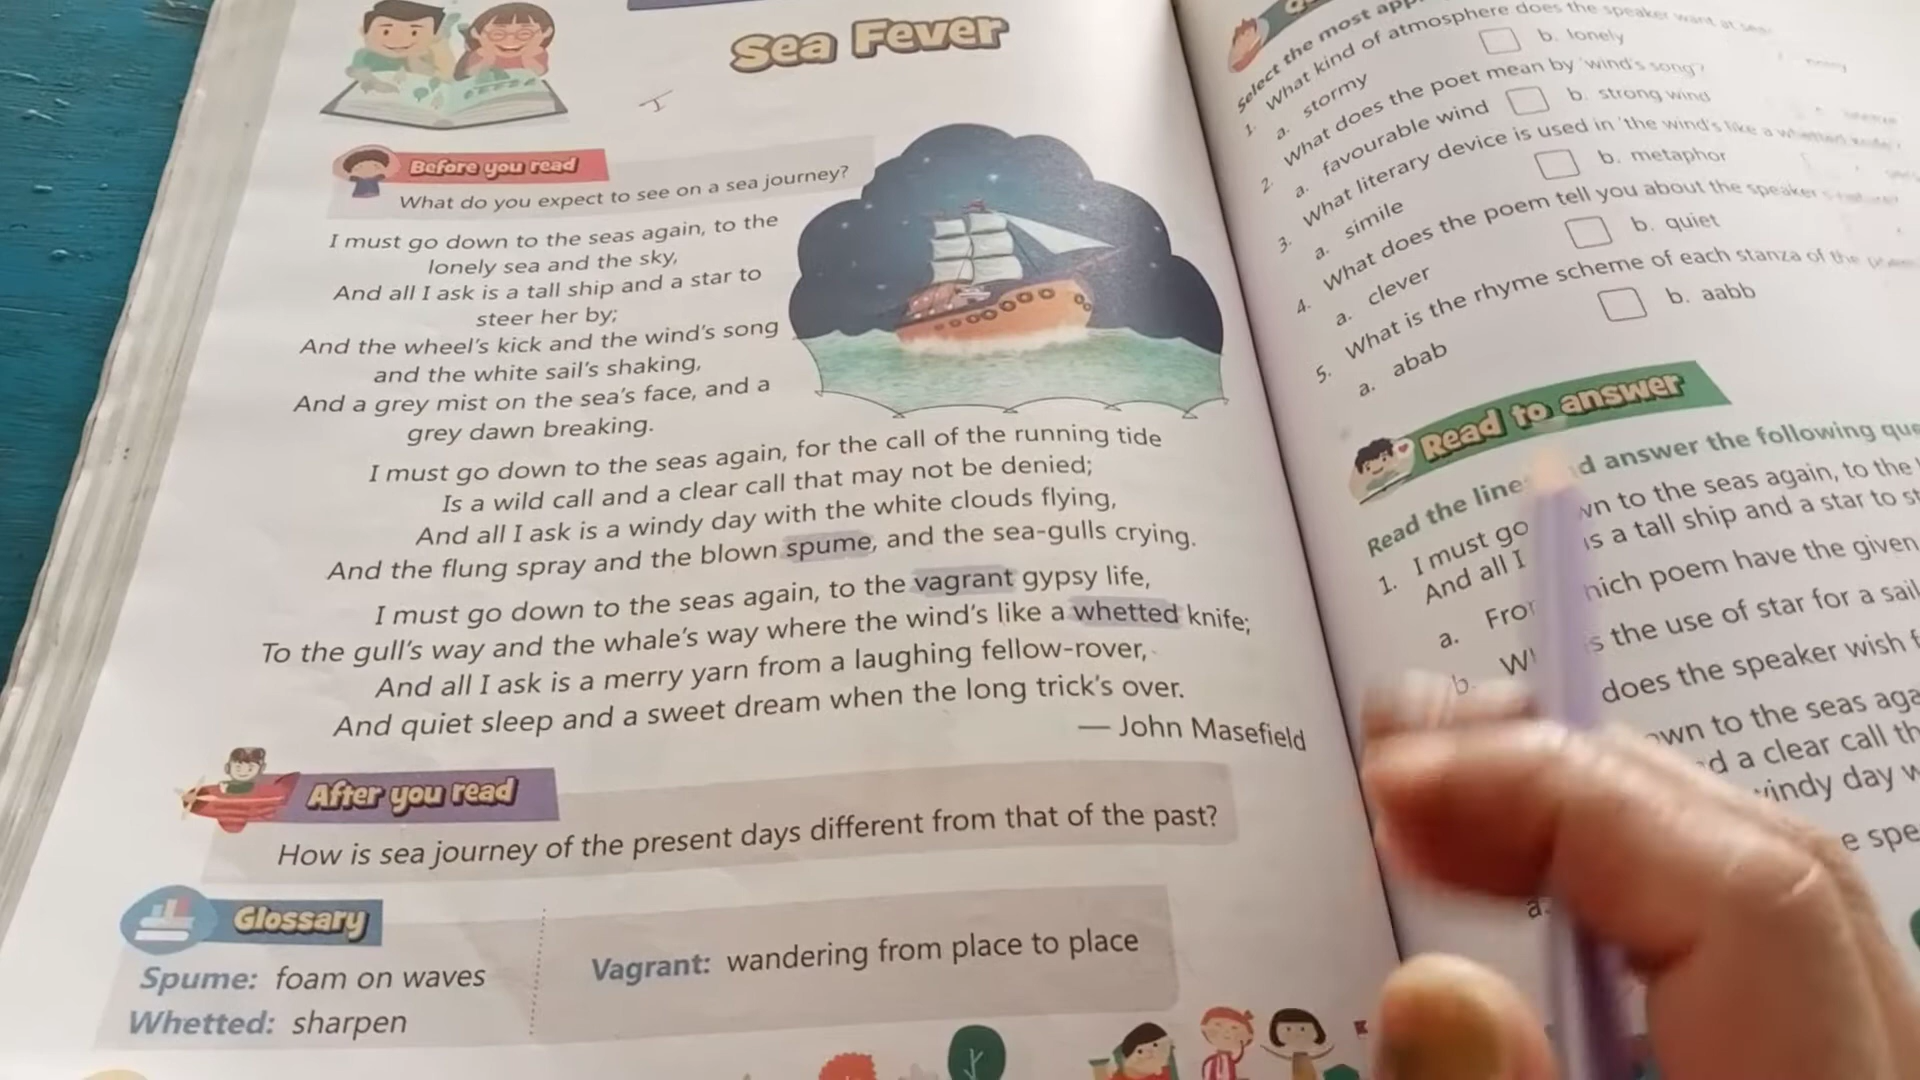 Sea Fever
I
Before you read
What do you expect to see on a sea journey?
I must go down to the seas again, to the
lonely sea and the sky,
And all I ask is a tall ship and a star to
steer her by;
And the wheel's kick and the wind's song
and the white sail's shaking,
And a grey mist on the sea's face, and a
grey dawn breaking.
I must go down to the seas again, for the call of the running tide
Is a wild call and a clear call that may not be denied;
And all I ask is a windy day with the white clouds flying,
And the flung spray and the blown spume, and the sea-gulls crying.
I must go down to the seas again, to the vagrant gypsy life,
To the gull's way and the whale's way where the wind's like a whetted knife;
And all I ask is a merry yarn from a laughing fellow-rover,
And quiet sleep and a sweet dream when the long trick's over.
— John Masefield
After you read
How is sea journey of the present days different from that of the past?
Glossary
Spume: foam on waves
Whetted: sharpen
Vagrant: wandering from place to place
Select the most
1. What kind of atmosphere does the speaker want at sea
a. stormy
b. lonely
2. What does the poet mean by 'wind's song'?
a. favourable wind
b. strong wind
3. What literary device is used in 'the wind's like a whetted knife'
a. simile
b. metaphor
4. What does the poem tell you about the speaker's nature?
a. clever
b. quiet
5. What is the rhyme scheme of each stanza of the poem
a. abab
b. aabb
Read to answer
Read the line answer the following
1. I must go to the seas again, to the
And all I is a tall ship and a star to
a. poem have the given
b. the use of star for a
does the speaker wish
to the seas
a clear call
day
a.